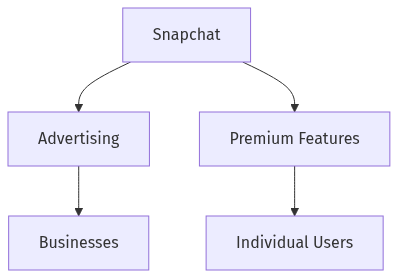 Snapchat
Advertising
Premium Features
Businesses
Individual Users